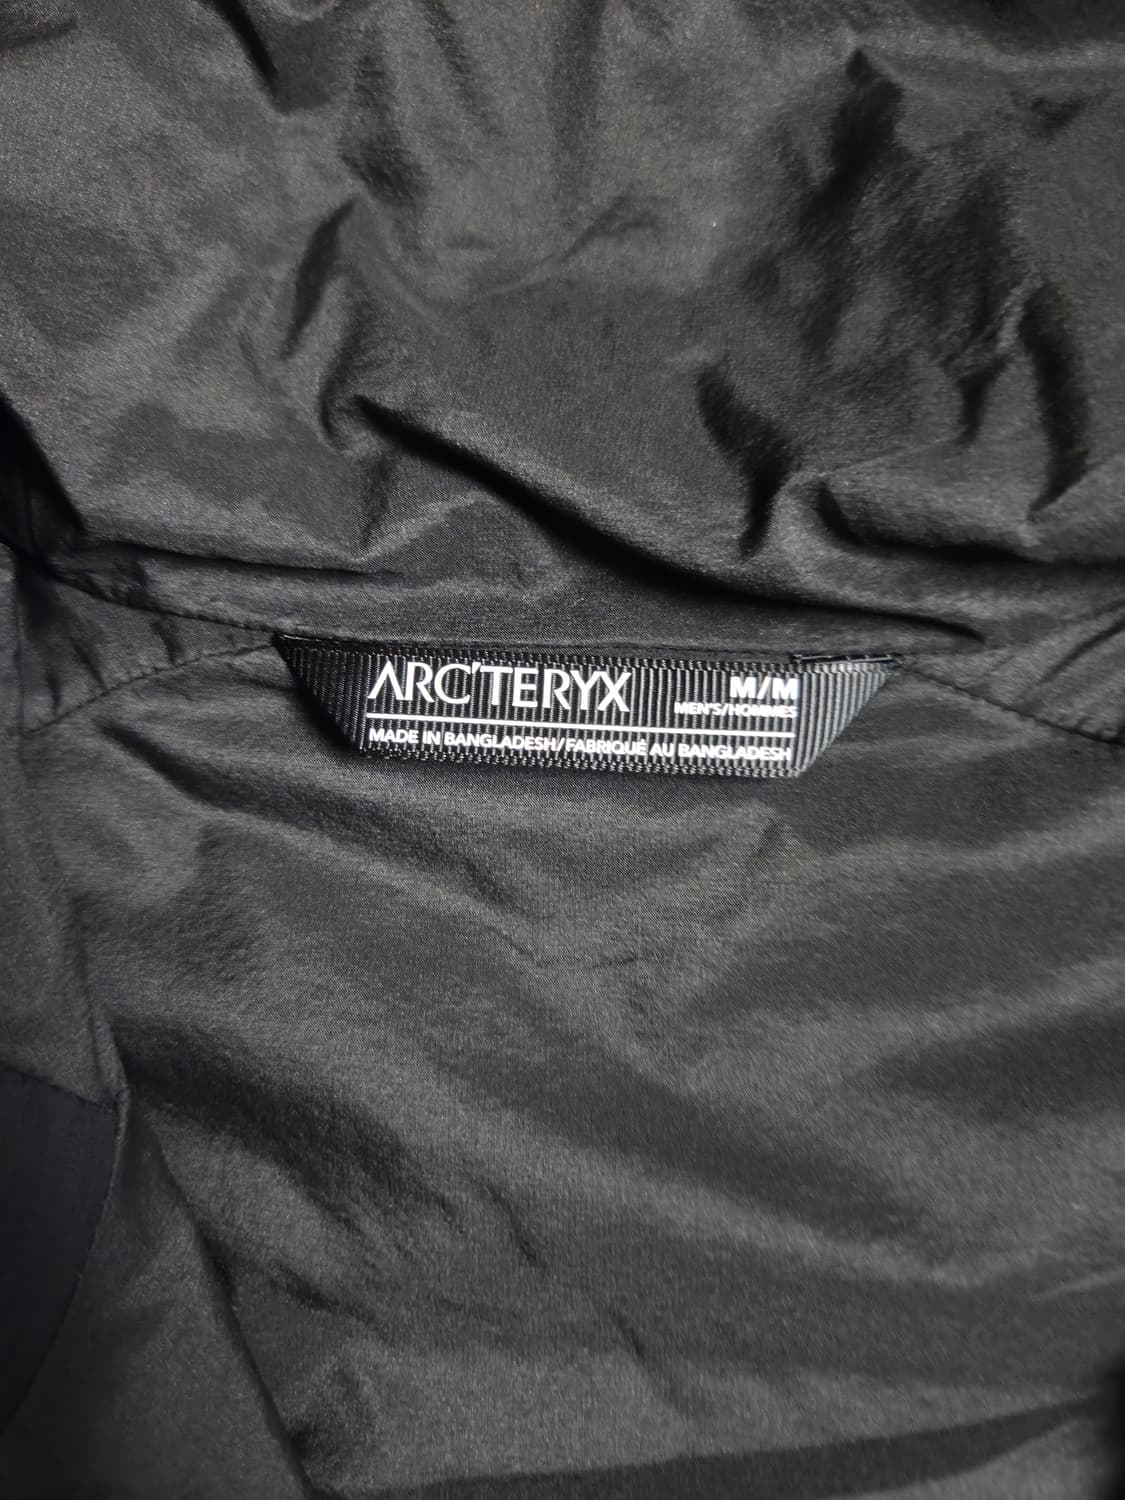 ARC'TERYX
M/M
MEN'S/HOMMES
MADE IN BANGLADESH/FABRIQUÉ AU BANGLADESH